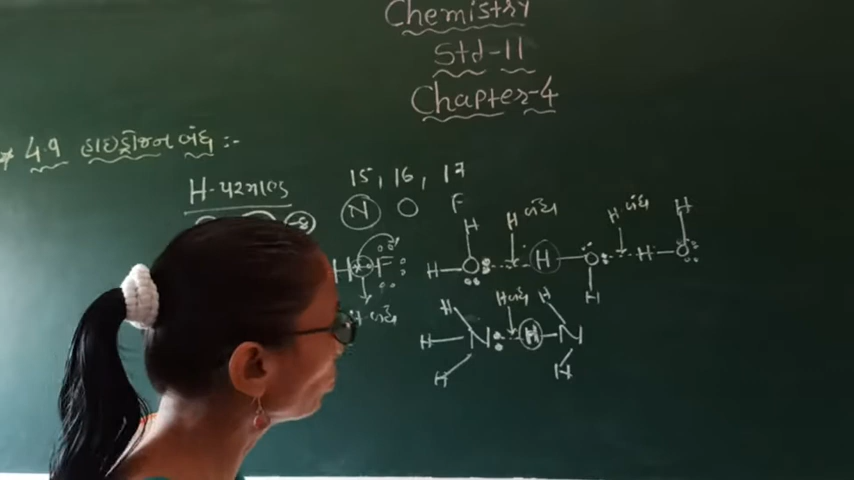 Chemistry
Std-11
Chapter-4
* 4.9 હાઇડ્રોજન બંધ :-
H-પરમાણુ 15, 16, 17
N O F
H H બંધ H બંધ H
H F H O H O H O
H
H H બંધ H
H N H N
H H